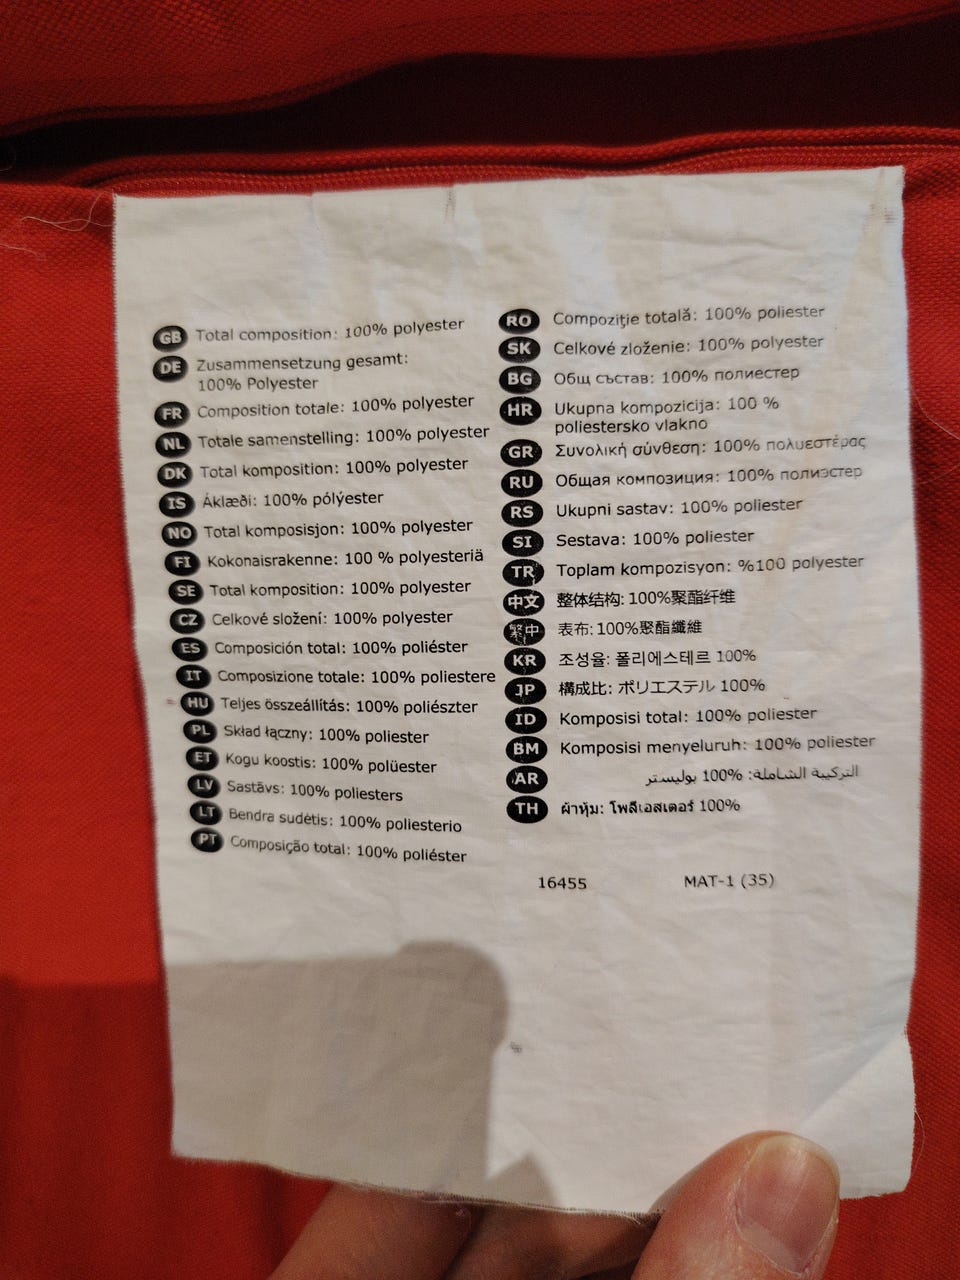 GB Total composition: 100% polyester
DE Zusammensetzung gesamt:
100% Polyester
FR Composition totale: 100% polyester
NL Totale samenstelling: 100% polyester
DK Total komposition: 100% polyester
IS Áklæði: 100% pólýester
NO Total komposisjon: 100% polyester
FI Kokonaisrakenne: 100 % polyesteriä
SE Total komposition: 100% polyester
CZ Celkové složení: 100% polyester
ES Composición total: 100% poliéster
IT Composizione totale: 100% poliestere
HU Teljes összeállítás: 100% poliészter
PL Skład łączny: 100% poliester
ET Kogu koostis: 100% polüester
LV Sastāvs: 100% poliesters
LT Bendra sudėtis: 100% poliesterio
PT Composição total: 100% poliéster
RO Compoziţie totală: 100% poliester
SK Celkové zloženie: 100% polyester
BG Общ състав: 100% полиестер
HR Ukupna kompozicija: 100 %
poliestersko vlakno
GR Συνολική σύνθεση: 100% πολυεστέρας
RU Общая композиция: 100% полиэстер
RS Ukupni sastav: 100% poliester
SI Sestava: 100% poliester
TR Toplam kompozisyon: %100 polyester
中文 整体结构: 100%聚酯纤维
繁中 表布: 100%聚酯纖維
KR 조성율: 폴리에스테르 100%
JP 構成比: ポリエステル 100%
ID Komposisi total: 100% poliester
BM Komposisi menyeluruh: 100% poliester
AR التركيبة الشاملة: 100% بوليستر
TH ผ้าหุ้ม: โพลีเอสเตอร์ 100%
16455 MAT-1 (35)